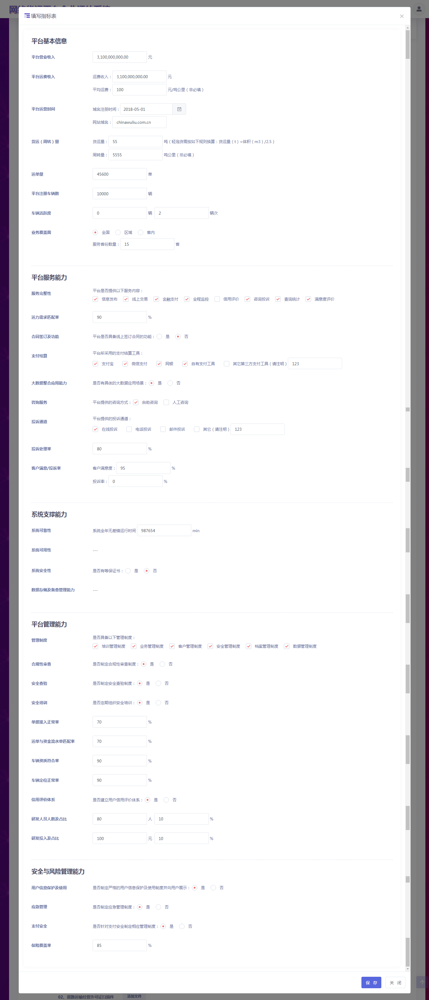 填写指标表
×
平台基本信息
平台营业收入 3,100,000,000.00 元
平台运费收入 运费收入： 3,100,000,000.00 元
平均运费： 100 元/吨公里（非必填）
平台运营时间 域名注册时间： 2018-05-01
网站域名： chinawuliu.com.cn
货运（周转）量 货运量： 55 吨（轻泡货需按如下规则换算：货运量（t）=体积（m3）/2.5）
周转量： 5555 吨公里（非必填）
运单量 45600 单
平台注册车辆数 10000 辆
车辆活跃度 0 辆 2 辆次
业务覆盖面 全国 区域 省内
服务省份数量： 15 省
平台服务能力
服务完整性 平台是否提供以下服务内容：
信息发布 线上交易 金融支付 全程监控 信用评价 咨询投诉 查询统计 满意度评价
运力需求匹配率 90 %
合同签订及功能 平台是否具备线上签订合同的功能： 是 否
支付结算 平台所采用的支付结算工具：
支付宝 微信支付 网银 自有支付工具 其它第三方支付工具（请注明） 123
大数据整合应用能力 是否有具体的大数据应用场景： 是 否
咨询服务 平台提供的咨询方式： 自助咨询 人工咨询
投诉通道 平台提供的投诉通道：
在线投诉 电话投诉 邮件投诉 其它（请注明） 123
投诉处理率 80 %
客户满意/投诉率 客户满意度： 95 %
投诉率： 0 %
系统支撑能力
系统可靠性 系统全年无差错运行时间 987654 min
系统可用性 ---
系统安全性 是否有等保证书： 是 否
数据存储及备查管理能力 ---
平台管理能力
管理制度 是否具备以下管理制度：
培训管理制度 业务管理制度 客户管理制度 安全管理制度 档案管理制度 数据管理制度
合规性审查 是否制定合规性审查制度： 是 否
安全查验 是否制定安全查验制度： 是 否
安全培训 是否定期组织安全培训： 是 否
单据接入正常率 70 %
运单与资金流水单匹配率 70 %
车辆资质符合率 90 %
车辆定位正常率 90 %
信用评价体系 是否建立用户信用评价体系： 是 否
研发人员人数及占比 80 人 10 %
研发投入及占比 100 元 10 %
安全与风险管理能力
用户信息保护及使用 是否制定严格的用户信息保护及使用制度并向用户展示： 是 否
应急管理 是否制定应急管理制度： 是 否
支付安全 是否针对支付安全制定相应管理制度： 是 否
保险覆盖率 85 %
保 存 关 闭
02、道路运输经营许可证扫描件 添加文件